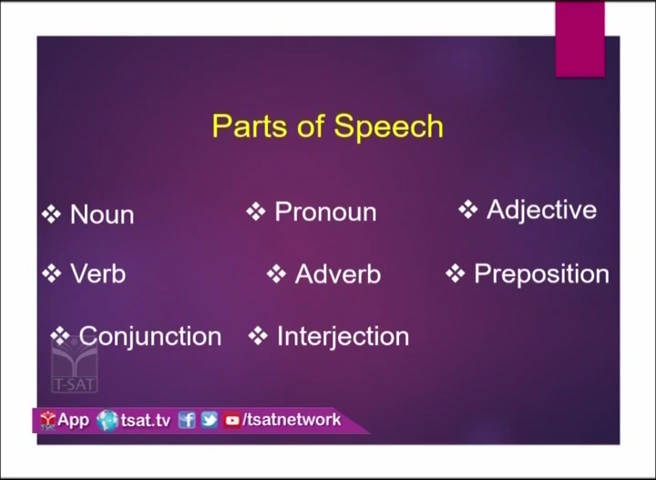 Parts of Speech
❖ Noun ❖ Pronoun ❖ Adjective
❖ Verb ❖ Adverb ❖ Preposition
❖ Conjunction ❖ Interjection
T-SAT
App tsat.tv /tsatnetwork